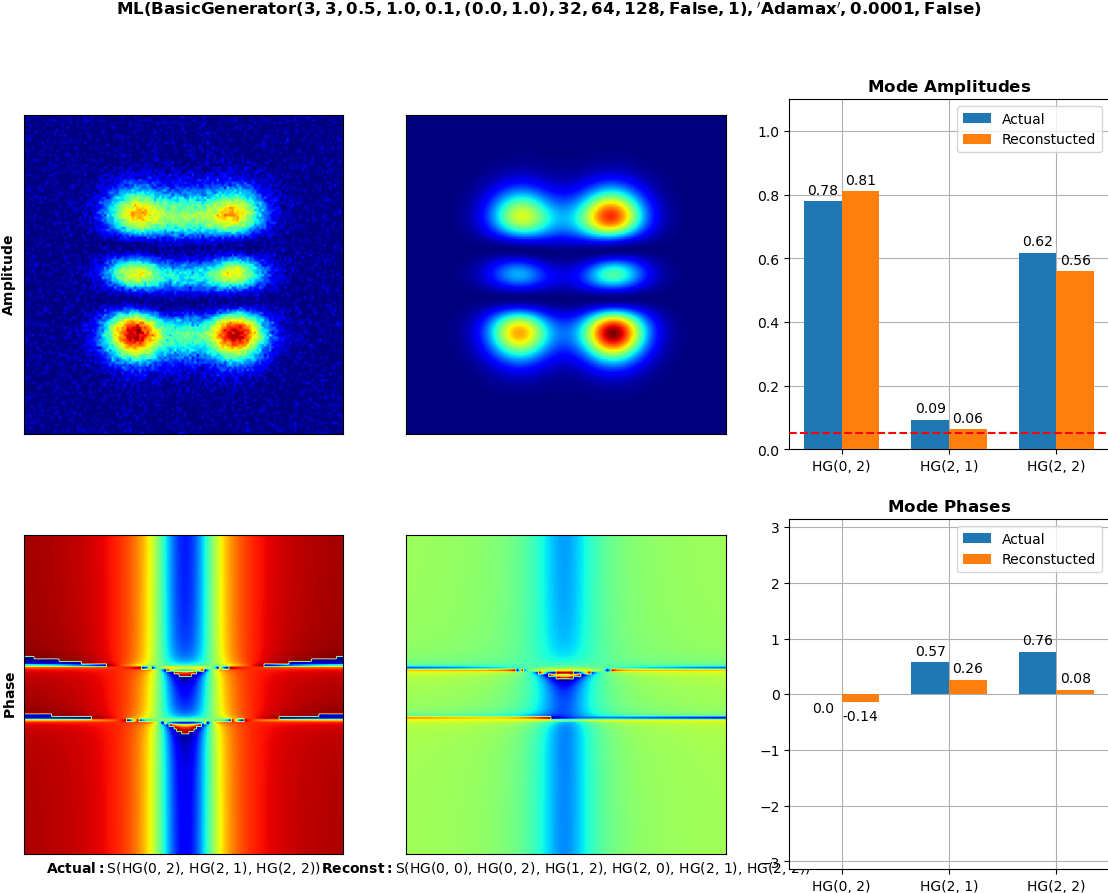 ML(BasicGenerator(3, 3, 0.5, 1.0, 0.1, (0.0, 1.0), 32, 64, 128, False, 1), 'Adamax', 0.0001, False)
Mode Amplitudes
Amplitude
1.0
0.8
0.6
0.4
0.2
0.0
Actual
Reconstucted
0.78
0.81
0.09
0.06
0.62
0.56
HG(0, 2)
HG(2, 1)
HG(2, 2)
Mode Phases
Phase
3
2
1
0
−1
−2
−3
Actual
Reconstucted
0.0
-0.14
0.57
0.26
0.76
0.08
HG(0, 2)
HG(2, 1)
HG(2, 2)
Actual: S(HG(0, 2), HG(2, 1), HG(2, 2))
Reconst: S(HG(0, 0), HG(0, 2), HG(1, 2), HG(2, 0), HG(2, 1), HG(2, 2))